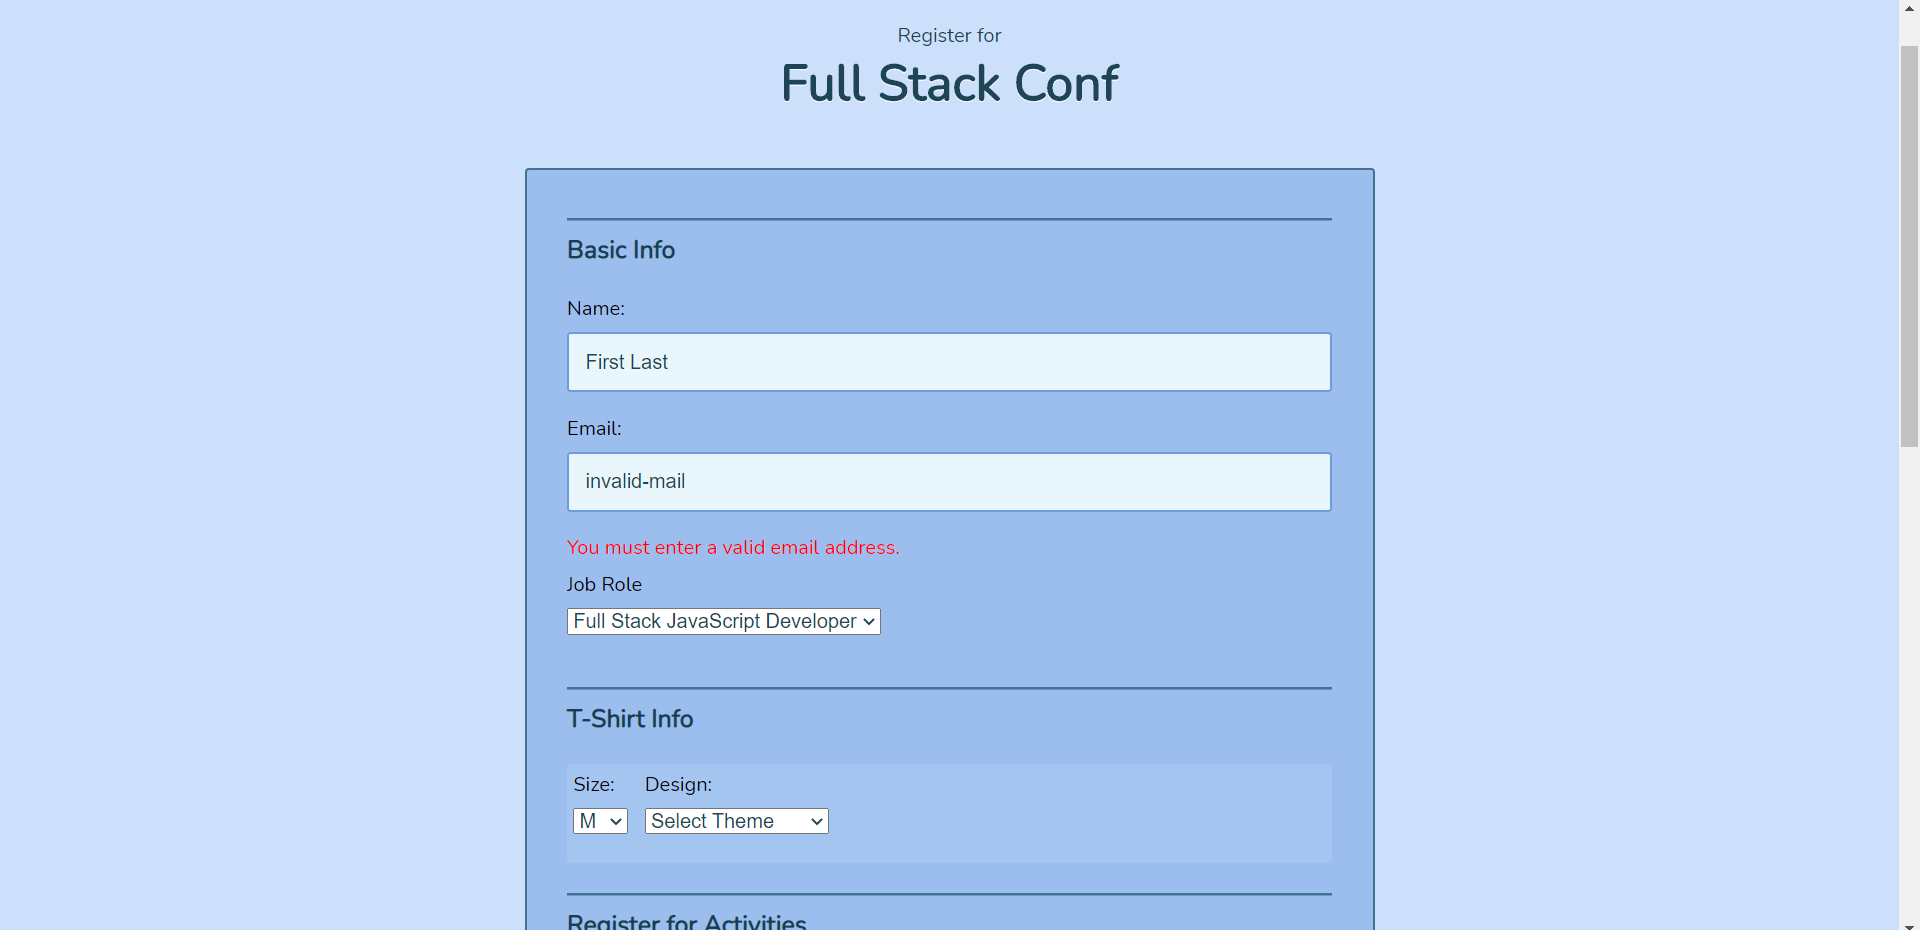 Register for
Full Stack Conf
Basic Info
Name:
First Last
Email:
invalid-mail
You must enter a valid email address.
Job Role
Full Stack JavaScript Developer
T-Shirt Info
Size: Design:
M Select Theme
Register for Activities